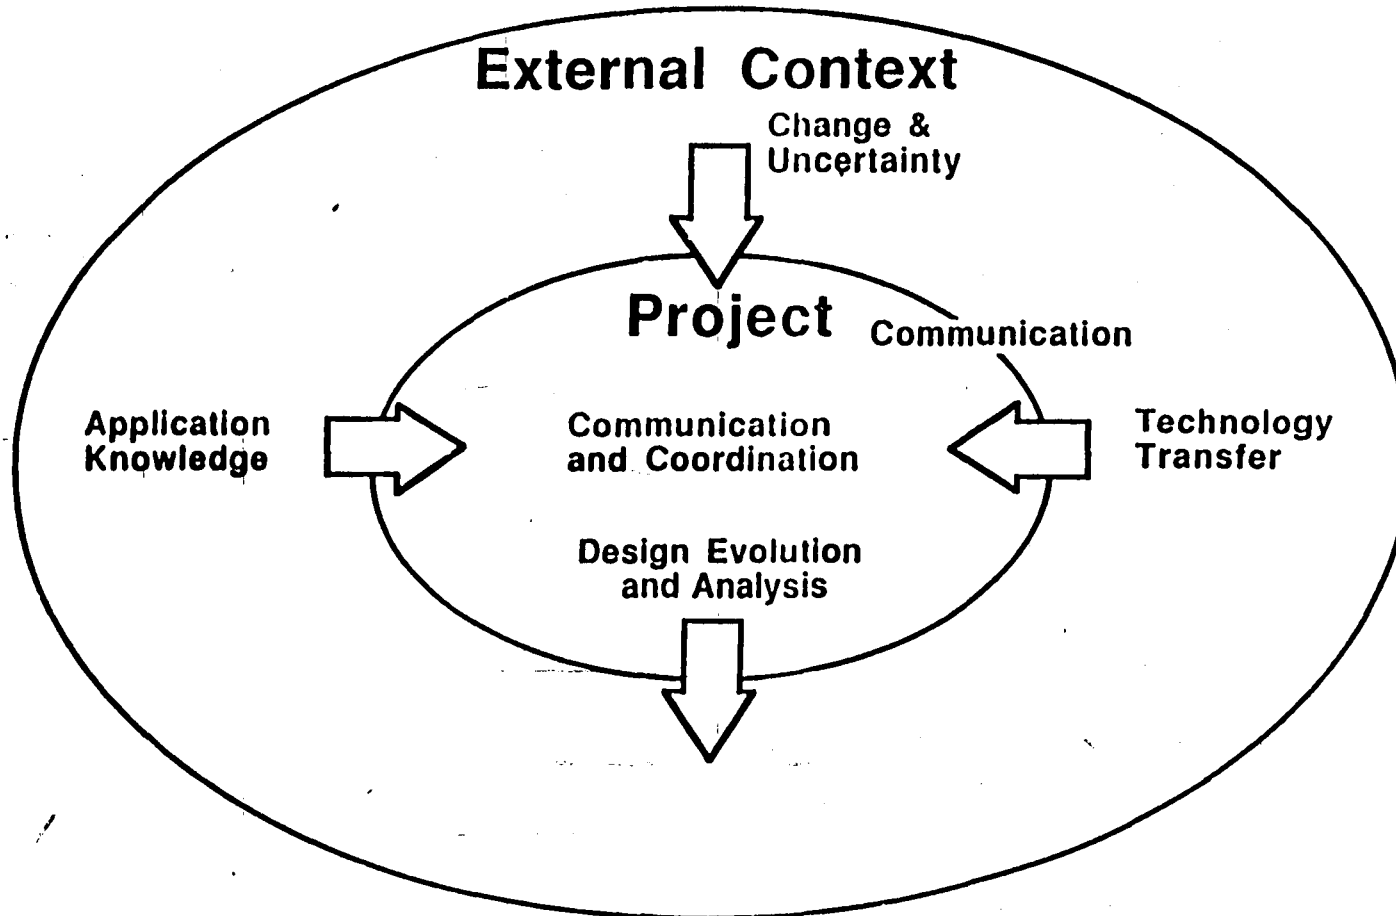 External Context
Change &
Uncertainty
Project
Communication
Application
Knowledge
Communication
and Coordination
Technology
Transfer
Design Evolution
and Analysis